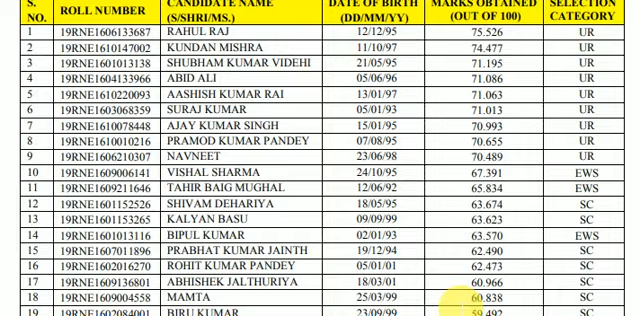 S. NO. ROLL NUMBER CANDIDATE NAME (S/SHRI/MS.) DATE OF BIRTH (DD/MM/YY) MARKS OBTAINED (OUT OF 100) SELECTION CATEGORY
1 19RNE1606133687 RAHUL RAJ 12/12/95 75.526 UR
2 19RNE1610147002 KUNDAN MISHRA 11/10/97 74.477 UR
3 19RNE1601013138 SHUBHAM KUMAR VIDEHI 21/05/95 71.195 UR
4 19RNE1604133966 ABID ALI 05/06/96 71.086 UR
5 19RNE1610220093 AASHISH KUMAR RAI 13/01/97 71.063 UR
6 19RNE1603068359 SURAJ KUMAR 05/01/93 71.013 UR
7 19RNE1610078448 AJAY KUMAR SINGH 15/01/95 70.993 UR
8 19RNE1610010216 PRAMOD KUMAR PANDEY 07/08/95 70.655 UR
9 19RNE1606210307 NAVNEET 23/06/98 70.489 UR
10 19RNE1609006141 VISHAL SHARMA 24/10/95 67.391 EWS
11 19RNE1609211646 TAHIR BAIG MUGHAL 12/06/92 65.834 EWS
12 19RNE1601152526 SHIVAM DEHARIYA 18/05/95 63.674 SC
13 19RNE1601153265 KALYAN BASU 09/09/99 63.623 SC
14 19RNE1601013116 BIPUL KUMAR 02/01/93 63.570 EWS
15 19RNE1607011896 PRABHAT KUMAR JAINTH 19/12/94 62.490 SC
16 19RNE1602016270 ROHIT KUMAR PANDEY 05/01/01 62.473 SC
17 19RNE1609136801 ABHISHEK JALTHURIYA 18/03/01 60.966 SC
18 19RNE1609004558 MAMTA 25/03/99 60.838 SC
19 19RNE1602084001 BIRU KUMAR 23/09/99 59.492 SC